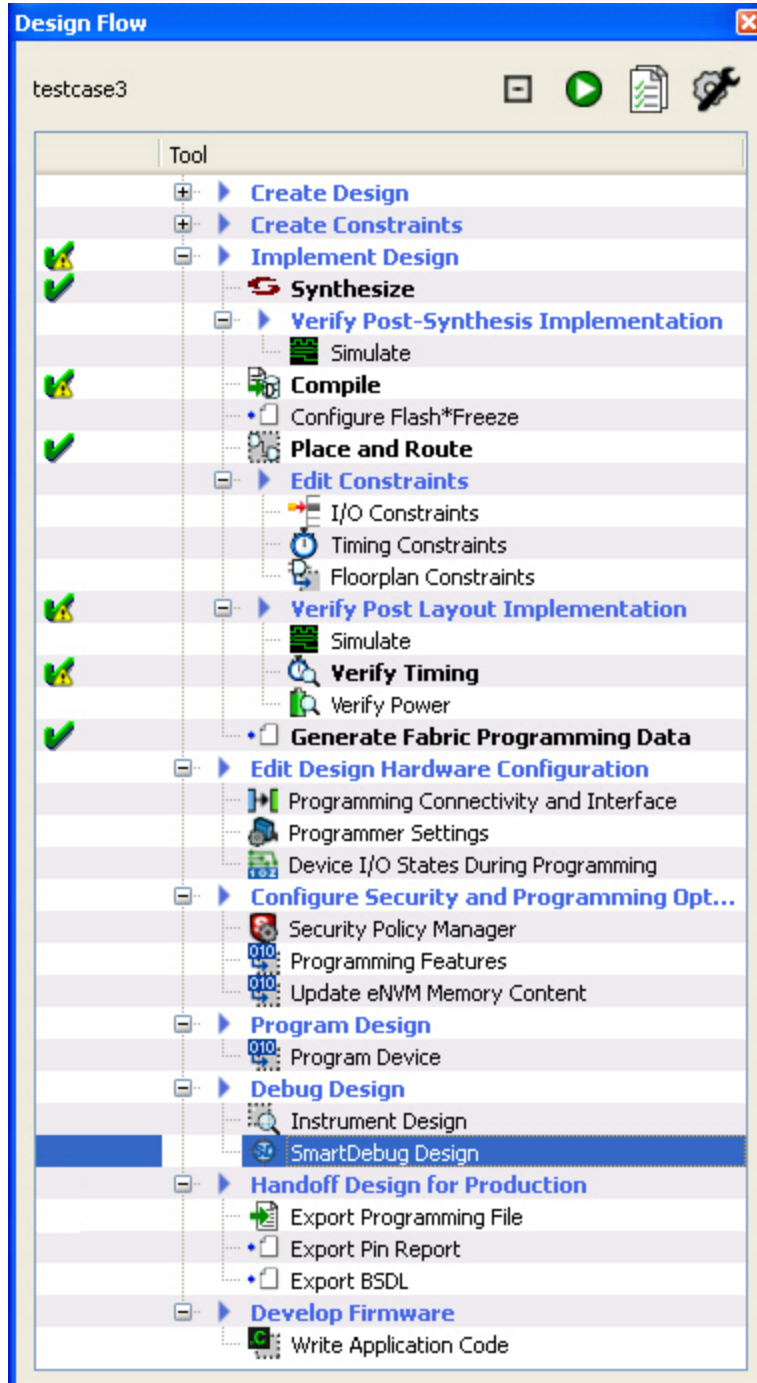 Design Flow
testcase3
Tool
Create Design
Create Constraints
Implement Design
Synthesize
Verify Post-Synthesis Implementation
Simulate
Compile
Configure Flash*Freeze
Place and Route
Edit Constraints
I/O Constraints
Timing Constraints
Floorplan Constraints
Verify Post Layout Implementation
Simulate
Verify Timing
Verify Power
Generate Fabric Programming Data
Edit Design Hardware Configuration
Programming Connectivity and Interface
Programmer Settings
Device I/O States During Programming
Configure Security and Programming Opt...
Security Policy Manager
Programming Features
Update eNVM Memory Content
Program Design
Program Device
Debug Design
Instrument Design
SmartDebug Design
Handoff Design for Production
Export Programming File
Export Pin Report
Export BSDL
Develop Firmware
Write Application Code